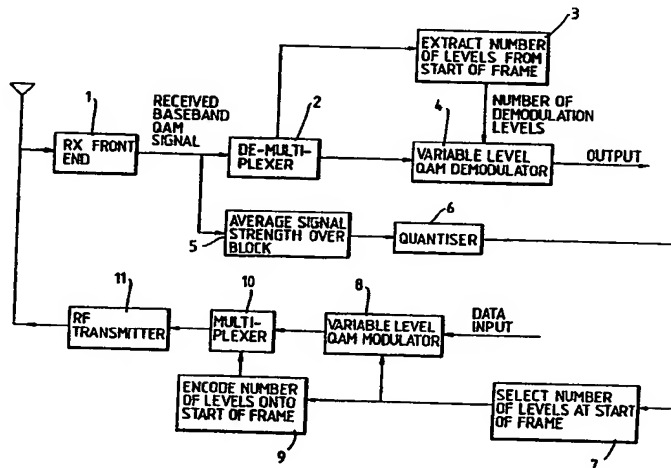 3
EXTRACT NUMBER
OF LEVELS FROM
START OF FRAME
1
RECEIVED
BASEBAND
QAM
SIGNAL
2
4
NUMBER OF
DEMODULATION
LEVELS
RX FRONT
END
DE-MULTI-
PLEXER
VARIABLE LEVEL
QAM DEMODULATOR
OUTPUT
5
AVERAGE SIGNAL
STRENGTH OVER
BLOCK
6
QUANTISER
11
10
8
RF
TRANSMITTER
MULTI-
PLEXER
VARIABLE LEVEL
QAM MODULATOR
DATA
INPUT
ENCODE NUMBER
OF LEVELS ONTO
START OF FRAME
9
SELECT NUMBER
OF LEVELS AT START
OF FRAME
7